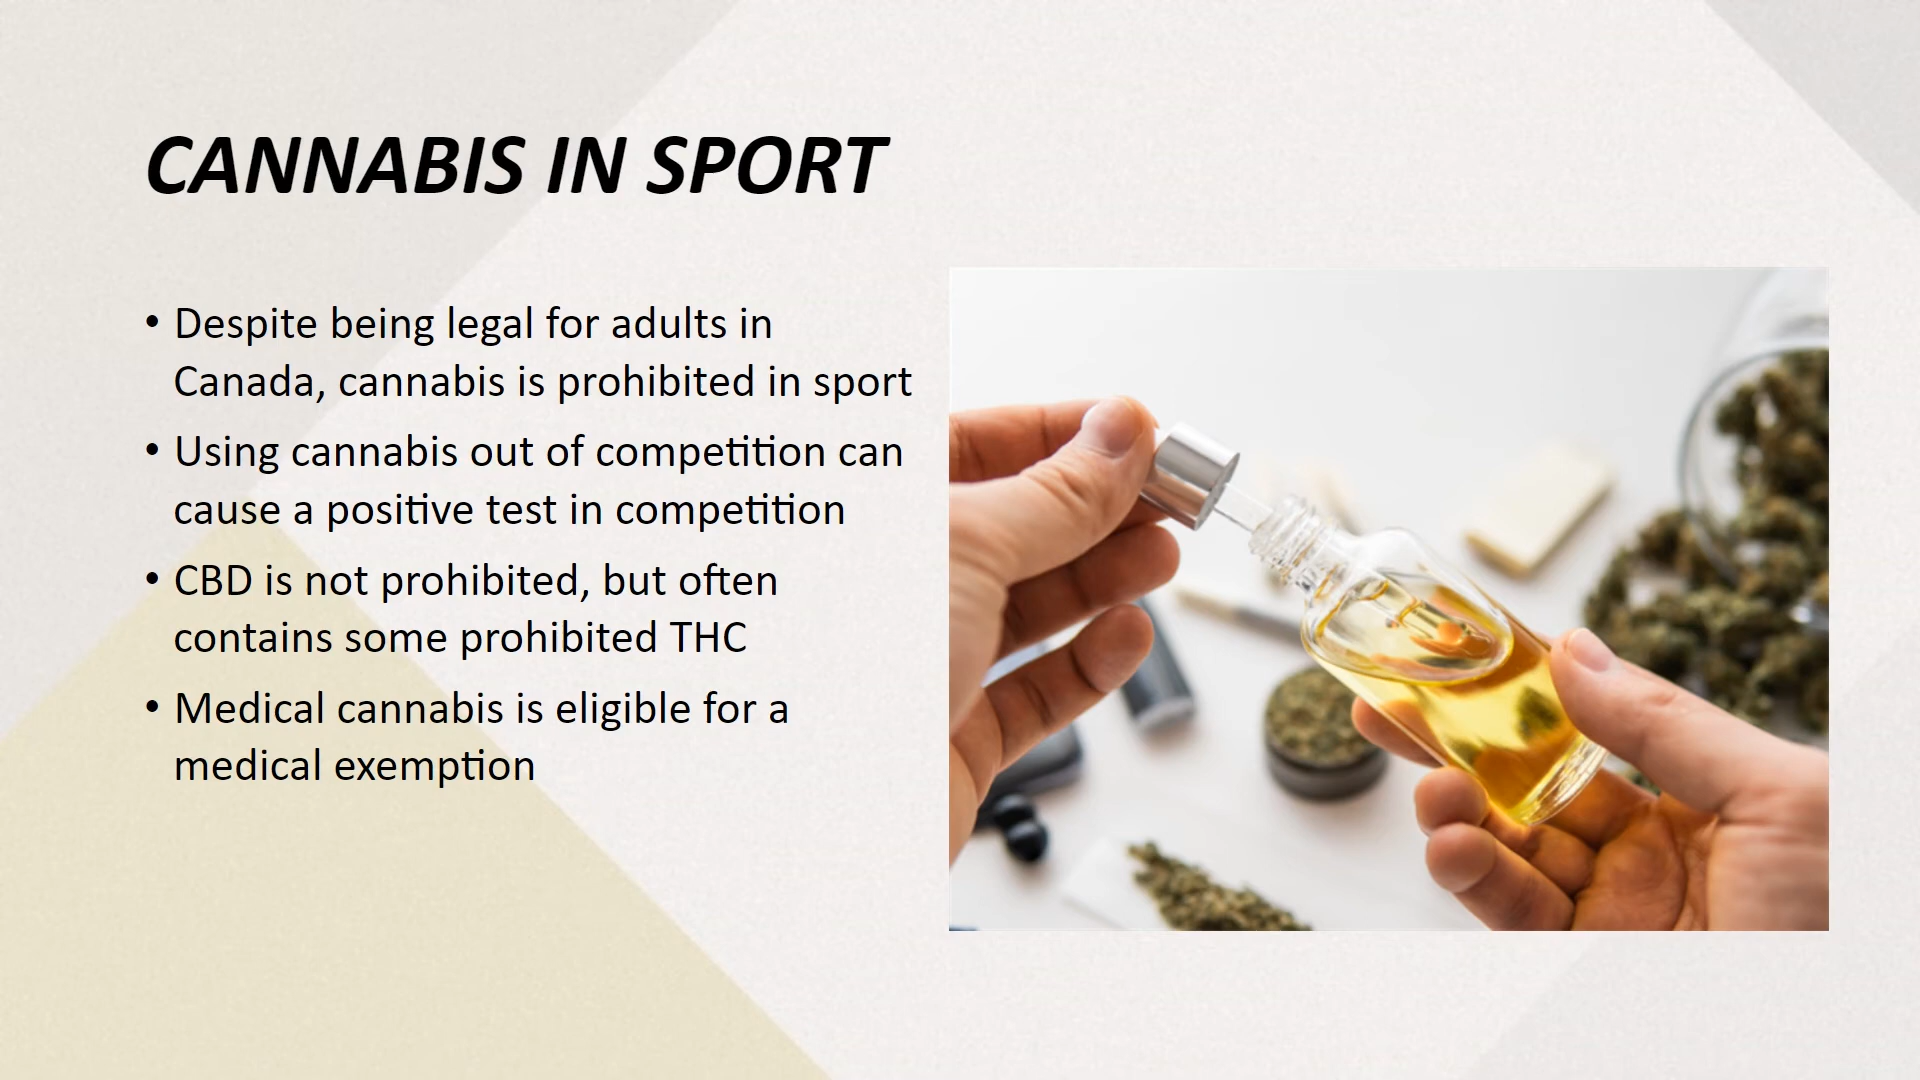 CANNABIS IN SPORT
• Despite being legal for adults in
Canada, cannabis is prohibited in sport
• Using cannabis out of competition can
cause a positive test in competition
• CBD is not prohibited, but often
contains some prohibited THC
• Medical cannabis is eligible for a
medical exemption